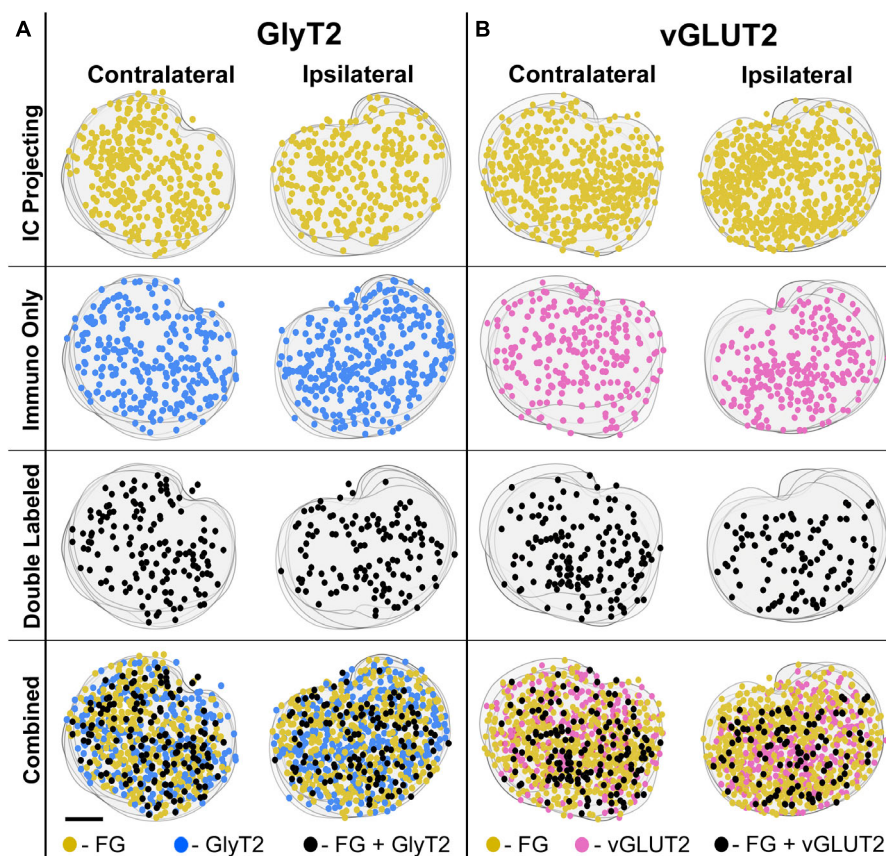 A GlyT2 B vGLUT2
Contralateral Ipsilateral Contralateral Ipsilateral
IC Projecting
Immuno Only
Double Labeled
Combined
- FG - GlyT2 - FG + GlyT2 - FG - vGLUT2 - FG + vGLUT2